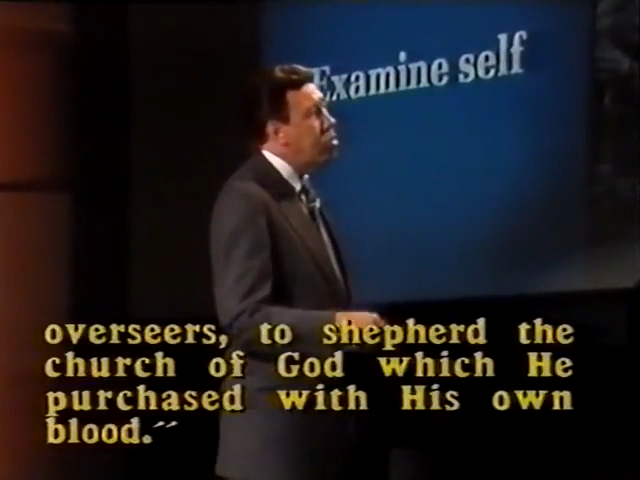 Examine self
overseers, to shepherd the
church of God which He
purchased with His own
blood.”